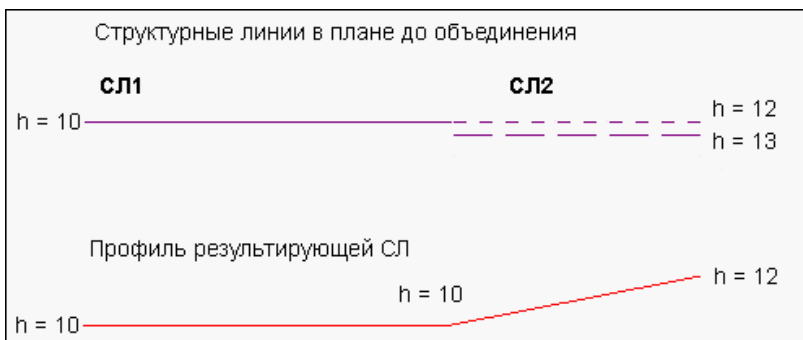 Структурные линии в плане до объединения
СЛ1 СЛ2
h = 10
h = 12
h = 13
Профиль результирующей СЛ
h = 10
h = 12
h = 10